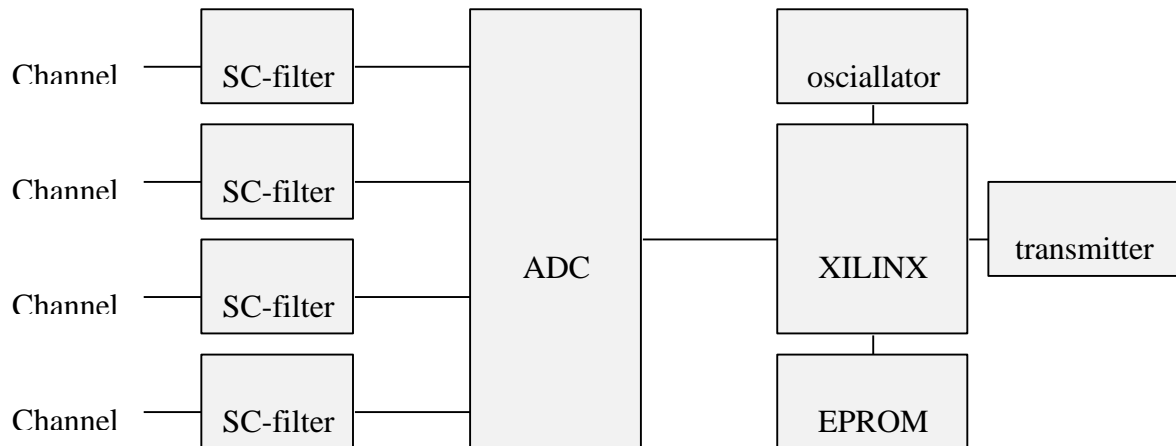 Channel
SC-filter
osciallator
Channel
SC-filter
transmitter
ADC
XILINX
Channel
SC-filter
Channel
SC-filter
EPROM